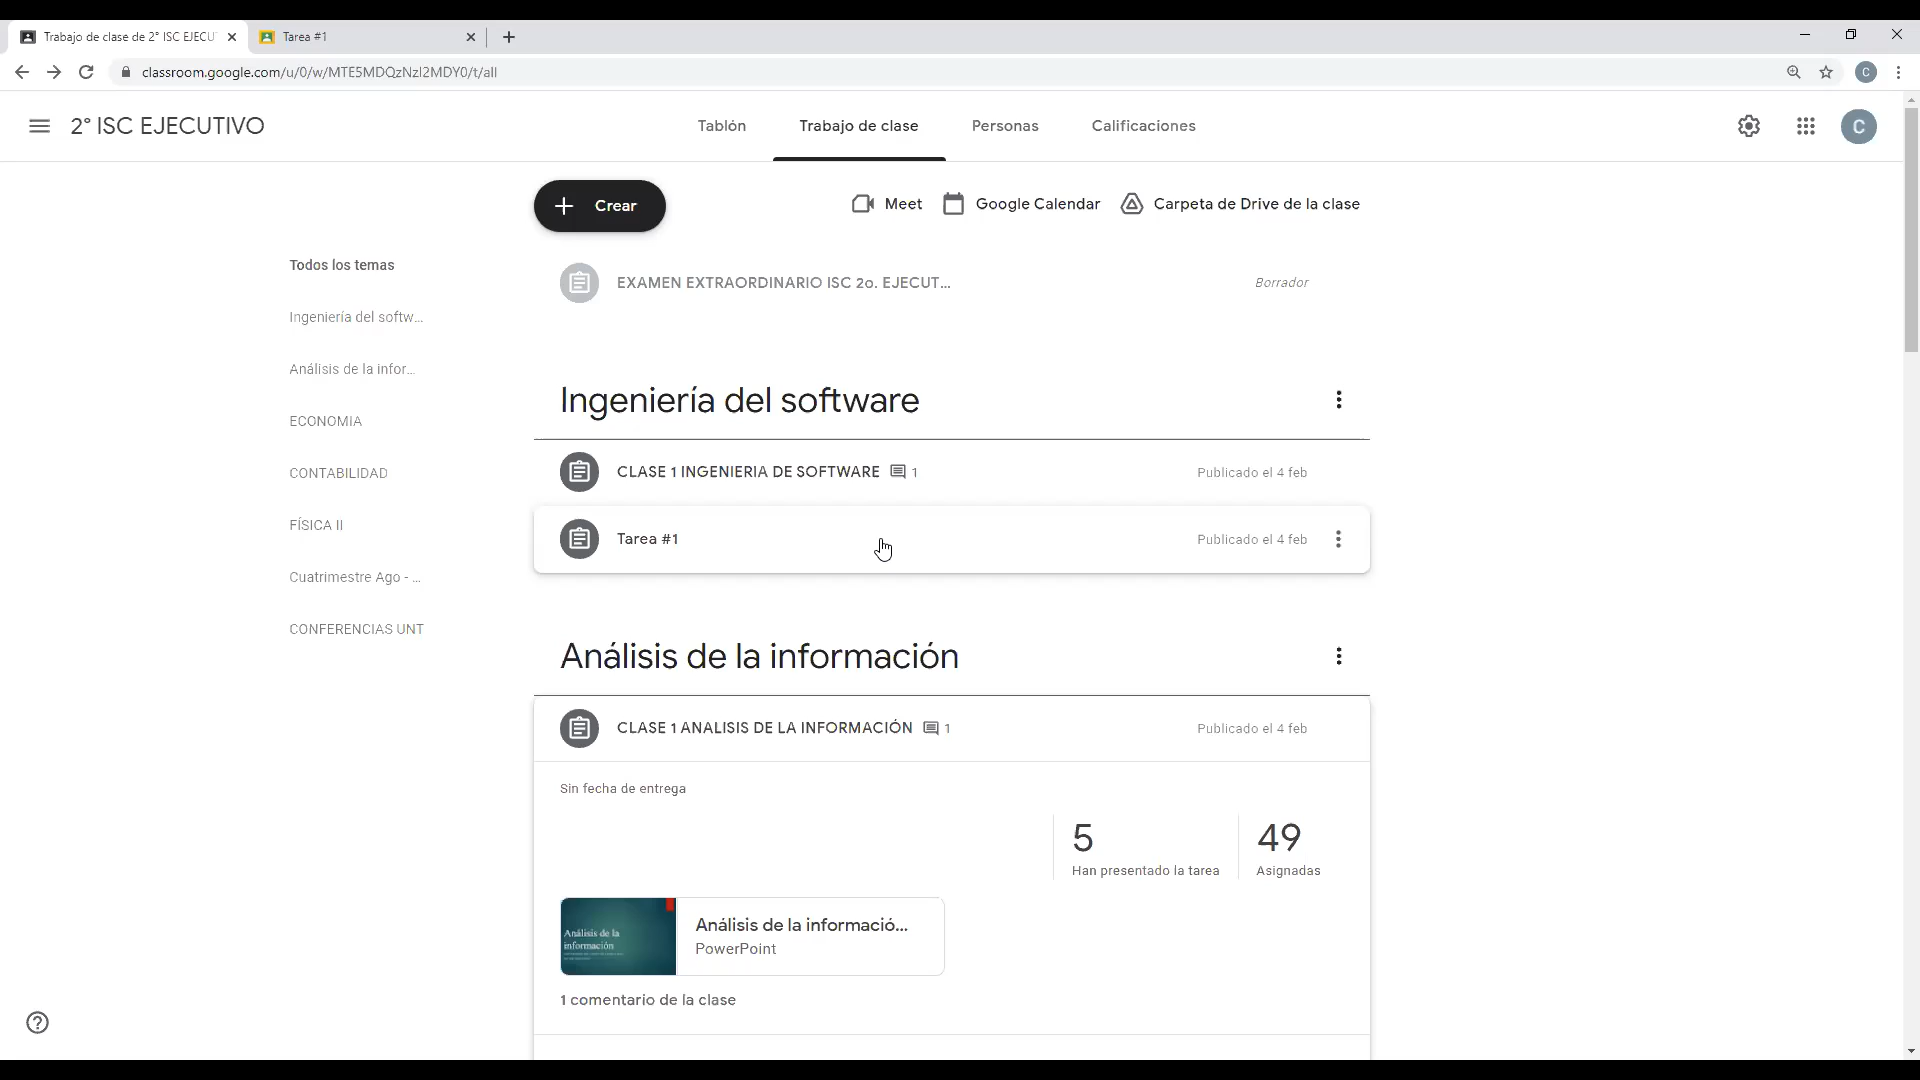 Trabajo de clase de 2° ISC EJECU
Tarea #1
classroom.google.com/u/0/w/MTE5MDQzNzI2MDY0/t/all
C
2° ISC EJECUTIVO
Tablón
Trabajo de clase
Personas
Calificaciones
C
Crear
Meet
Google Calendar
Carpeta de Drive de la clase
Todos los temas
Ingeniería del softw...
Análisis de la infor...
ECONOMIA
CONTABILIDAD
FÍSICA II
Cuatrimestre Ago - ...
CONFERENCIAS UNT
EXAMEN EXTRAORDINARIO ISC 2o. EJECUT...
Borrador
Ingeniería del software
CLASE 1 INGENIERIA DE SOFTWARE 1
Publicado el 4 feb
Tarea #1
Publicado el 4 feb
Análisis de la información
CLASE 1 ANALISIS DE LA INFORMACIÓN 1
Publicado el 4 feb
Sin fecha de entrega
5
Han presentado la tarea
49
Asignadas
Análisis de la
información
Análisis de la informació...
PowerPoint
1 comentario de la clase